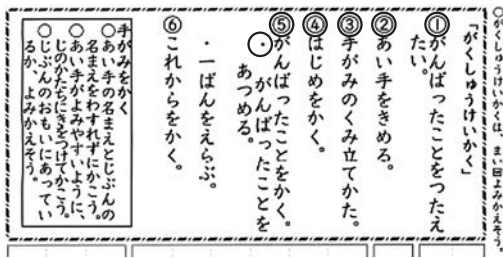 ○がくしゅうけいかくは、まい回よみかえそう。
「がくしゅうけいかく」
①がんばったことをつたえ
たい。
②あい手をきめる。
③手がみのくみ立てかた。
④はじめをかく。
⑤がんばったことをかく。
・がんばったことを
あつめる。
・一ばんをえらぶ。
⑥これからをかく。
手がみをかく
○あい手の名まえとじぶんの
名まえをわすれずにかこう。
○あい手がよみやすいように、
じのかたちにきをつけてかこう。
○じぶんのおもいにあってい
るか、よみかえそう。